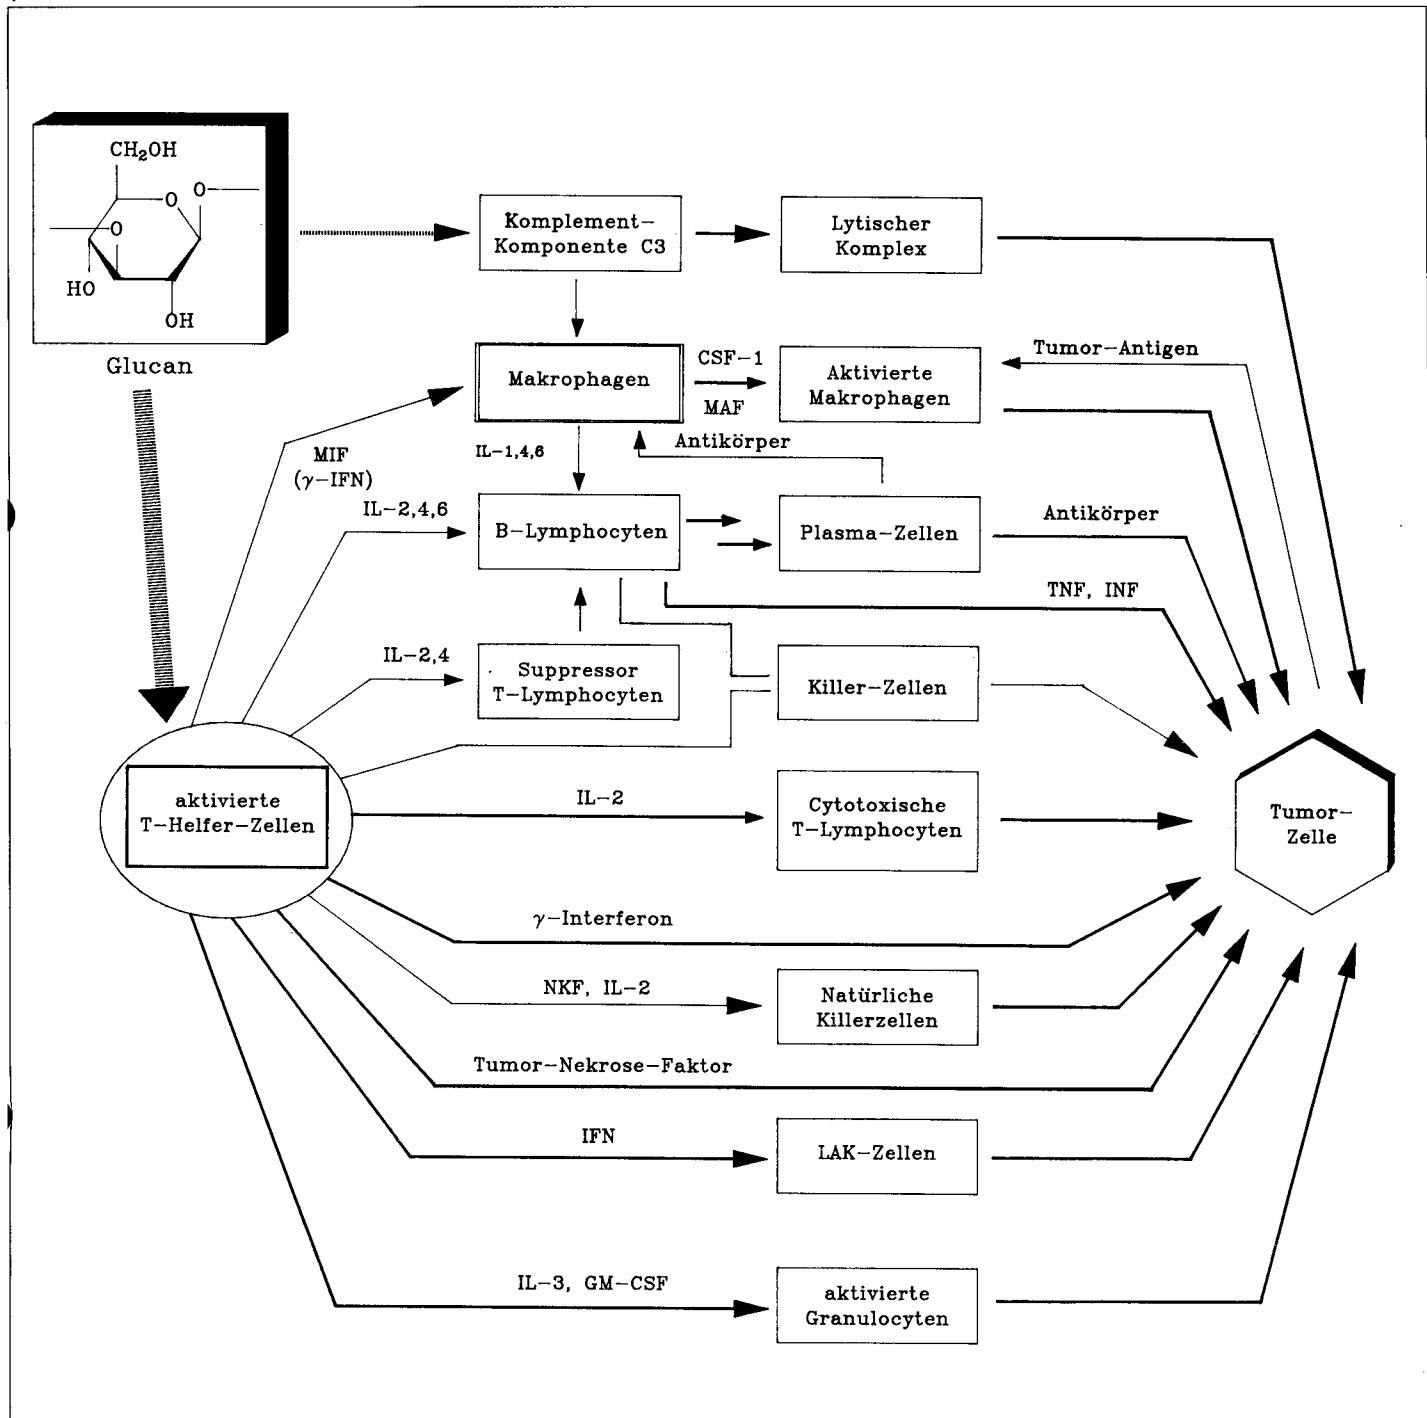 CH₂OH
O
O
O
HO
OH
Glucan
Komplement-
Komponente C3
Lytischer
Komplex
Makrophagen
CSF-1
MAF
Aktivierte
Makrophagen
Tumor-Antigen
MIF
(γ-IFN)
IL-1,4,6
Antikörper
IL-2,4,6
B-Lymphocyten
Plasma-Zellen
Antikörper
TNF, INF
IL-2,4
Suppressor
T-Lymphocyten
Killer-Zellen
aktivierte
T-Helfer-Zellen
IL-2
Cytotoxische
T-Lymphocyten
Tumor-
Zelle
γ-Interferon
NKF, IL-2
Natürliche
Killerzellen
Tumor-Nekrose-Faktor
IFN
LAK-Zellen
IL-3, GM-CSF
aktivierte
Granulocyten